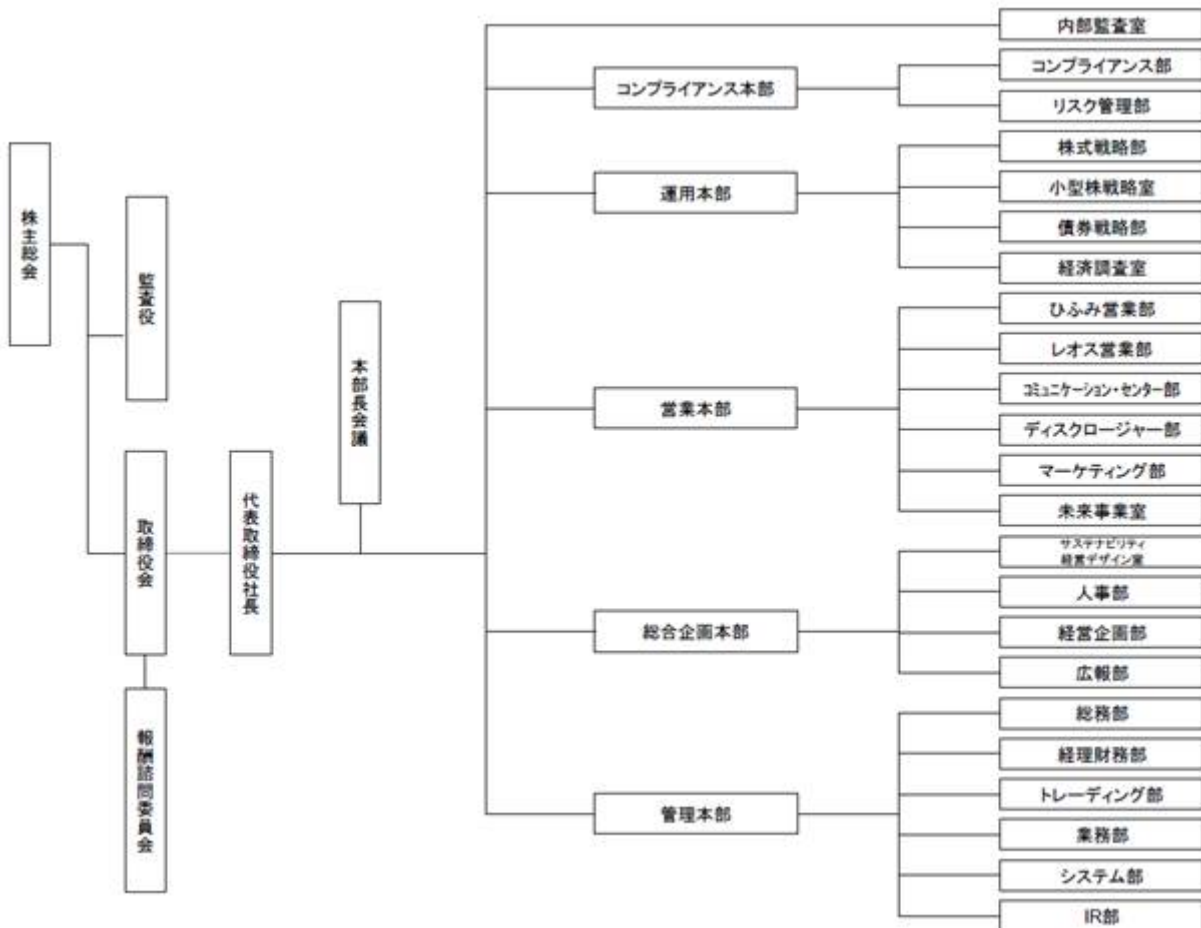 株主総会
監査役
取締役会
報酬諮問委員会
代表取締役社長
本部長会議
内部監査室
コンプライアンス本部
コンプライアンス部
リスク管理部
運用本部
株式戦略部
小型株戦略室
債券戦略部
経済調査室
営業本部
ひふみ営業部
レオス営業部
コミュニケーション・センター部
ディスクロージャー部
マーケティング部
未来事業室
総合企画本部
サステナビリティ
経営デザイン室
人事部
経営企画部
広報部
管理本部
総務部
経理財務部
トレーディング部
業務部
システム部
IR部